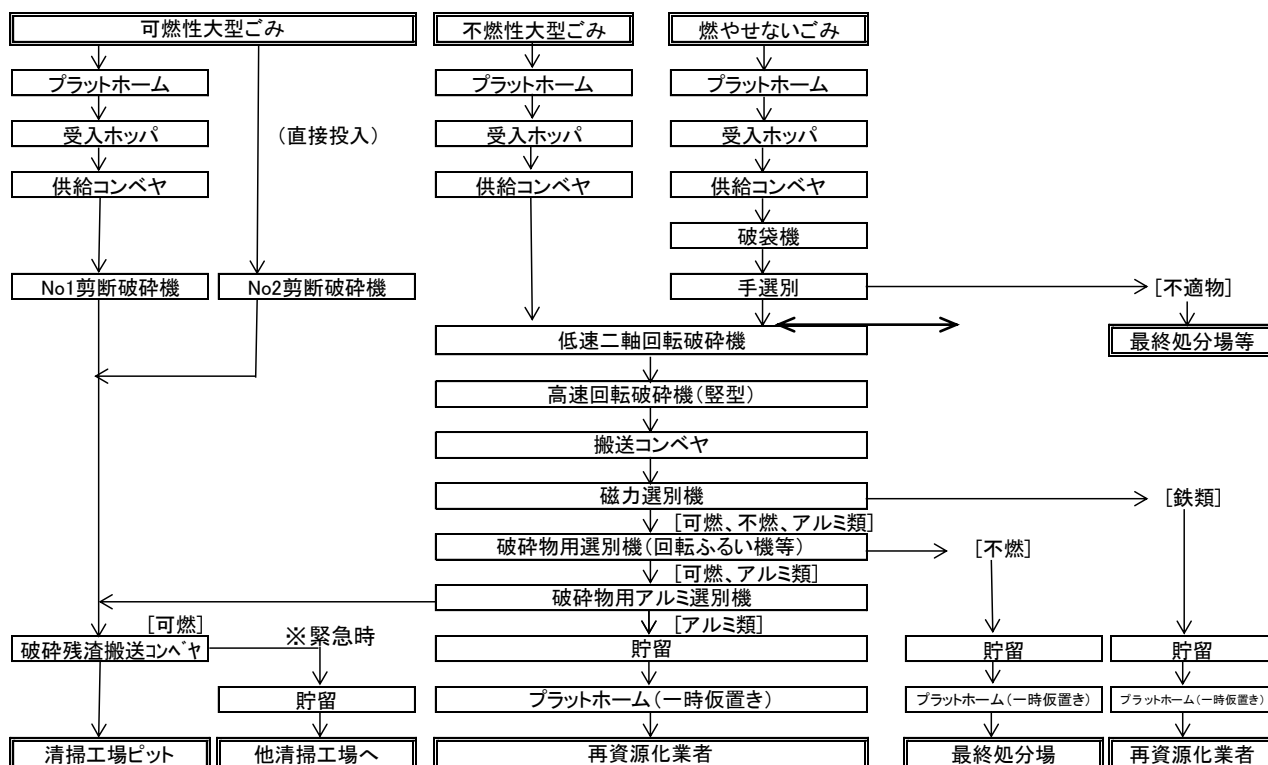 可燃性大型ごみ 不燃性大型ごみ 燃やせないごみ
プラットホーム プラットホーム プラットホーム
受入ホッパ (直接投入) 受入ホッパ 受入ホッパ
供給コンベヤ 供給コンベヤ 供給コンベヤ
破袋機
No1剪断破砕機 No2剪断破砕機 手選別 [不適物]
低速二軸回転破砕機 最終処分場等
高速回転破砕機(竪型)
搬送コンベヤ
磁力選別機 [鉄類]
[可燃、不燃、アルミ類]
破砕物用選別機(回転ふるい機等) [不燃]
[可燃、アルミ類]
破砕物用アルミ選別機
[可燃] ※緊急時 [アルミ類]
破砕残渣搬送コンベヤ 貯留 貯留 貯留
貯留 プラットホーム(一時仮置き) プラットホーム(一時仮置き) プラットホーム(一時仮置き)
清掃工場ピット 他清掃工場へ 再資源化業者 最終処分場 再資源化業者